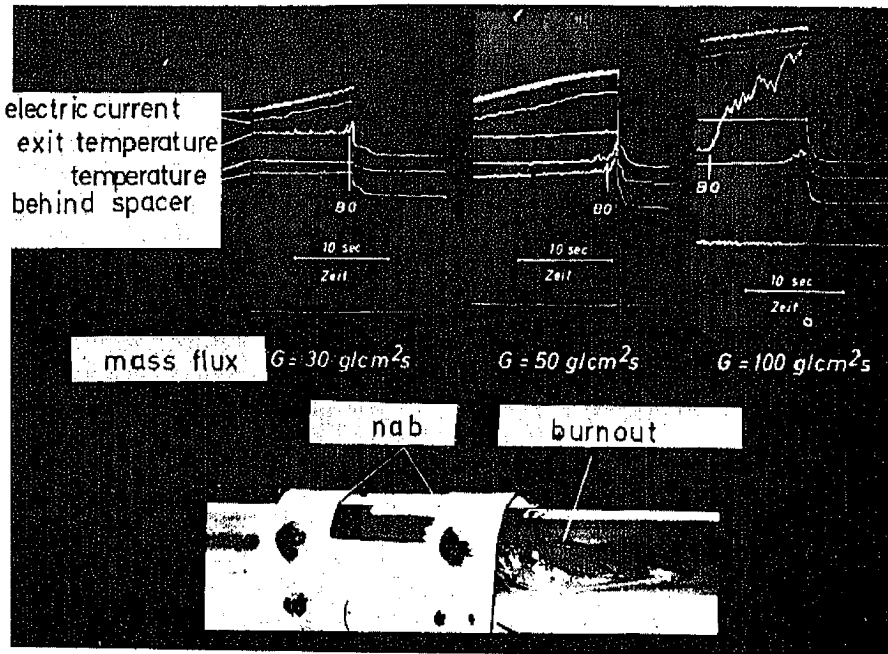 electric current
exit temperature
temperature
behind spacer
BO
10 sec
Zeit
BO
10 sec
Zeit
BO
10 sec
Zeit
mass flux G = 30 g/cm²s G = 50 g/cm²s G = 100 g/cm²s
nab burnout